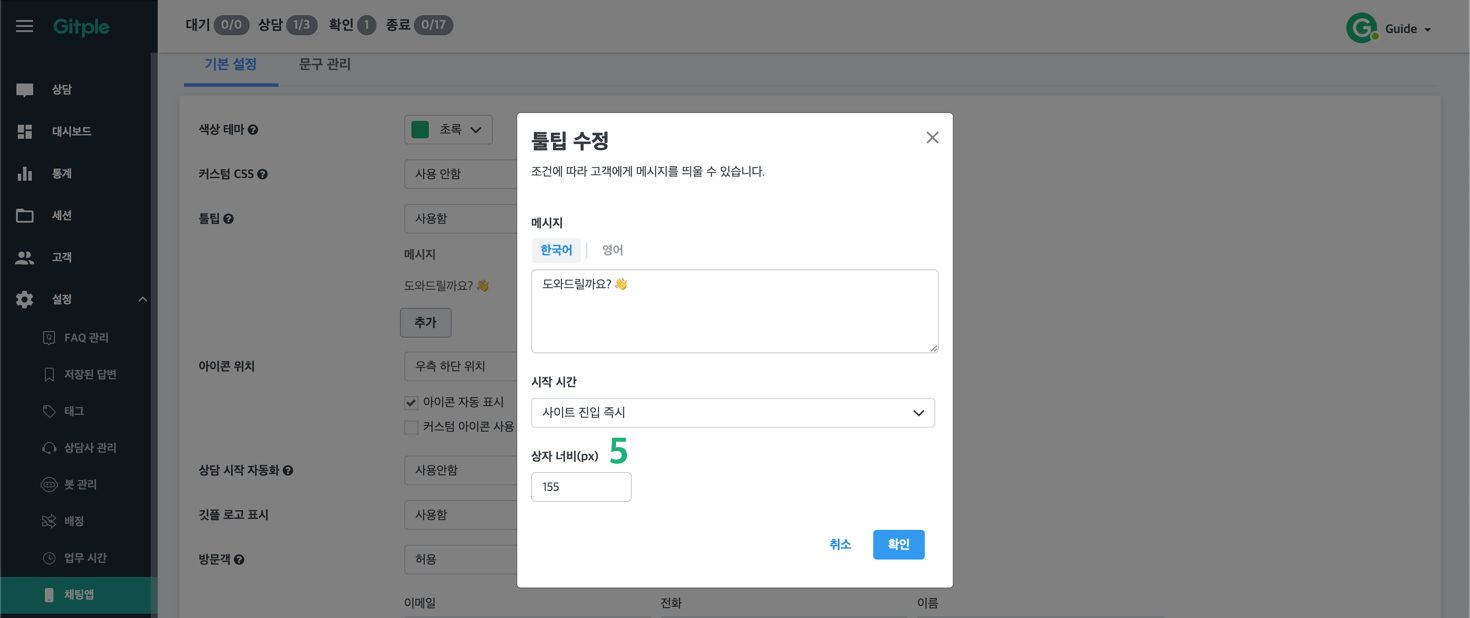 Gitple
대기 0/0 상담 1/3 확인 1 종료 0/17
Guide
상담
대시보드
통계
세션
고객
설정
FAQ 관리
저장된 답변
태그
상담사 관리
봇 관리
배정
업무 시간
채팅앱
기본 설정 문구 관리
색상 테마 초록
커스텀 CSS 사용 안함
툴팁 사용함
메시지
도와드릴까요? 👋
추가
아이콘 위치 우측 하단 위치
아이콘 자동 표시
커스텀 아이콘 사용
상담 시작 자동화 사용안함
깃플 로고 표시 사용함
방문객 허용
이메일 전화 이름
툴팁 수정
조건에 따라 고객에게 메시지를 띄울 수 있습니다.
메시지
한국어 영어
도와드릴까요? 👋
시작 시간
사이트 진입 즉시
상자 너비(px) 5
155
취소 확인